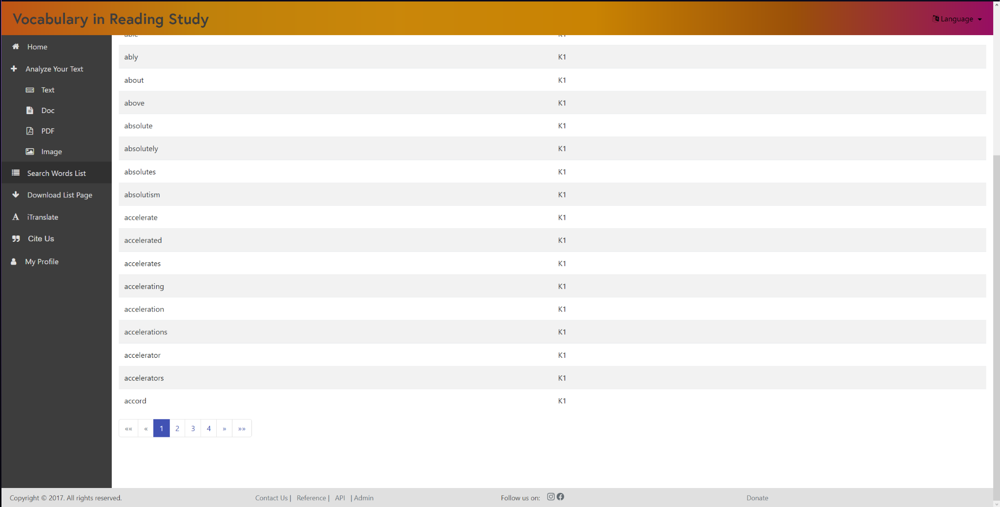 Vocabulary in Reading Study
Language
Home
Analyze Your Text
Text
Doc
PDF
Image
Search Words List
Download List Page
iTranslate
Cite Us
My Profile
able K1
ably K1
about K1
above K1
absolute K1
absolutely K1
absolutes K1
absolutism K1
accelerate K1
accelerated K1
accelerates K1
accelerating K1
acceleration K1
accelerations K1
accelerator K1
accelerators K1
accord K1
«« « 1 2 3 4 » »»
Copyright © 2017. All rights reserved. Contact Us | Reference | API | Admin Follow us on: Donate